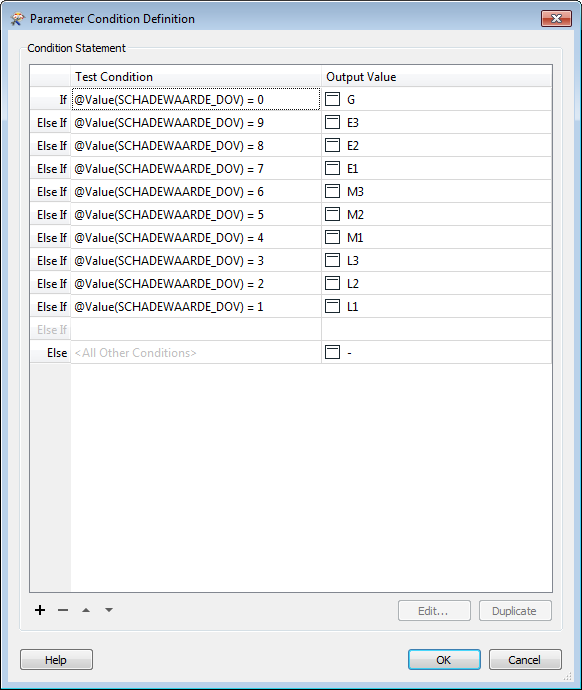 Parameter Condition Definition
Condition Statement
Test Condition Output Value
If @Value(SCHADEWAARDE_DOV) = 0 G
Else If @Value(SCHADEWAARDE_DOV) = 9 E3
Else If @Value(SCHADEWAARDE_DOV) = 8 E2
Else If @Value(SCHADEWAARDE_DOV) = 7 E1
Else If @Value(SCHADEWAARDE_DOV) = 6 M3
Else If @Value(SCHADEWAARDE_DOV) = 5 M2
Else If @Value(SCHADEWAARDE_DOV) = 4 M1
Else If @Value(SCHADEWAARDE_DOV) = 3 L3
Else If @Value(SCHADEWAARDE_DOV) = 2 L2
Else If @Value(SCHADEWAARDE_DOV) = 1 L1
Else If
Else <All Other Conditions> -
Edit... Duplicate
Help OK Cancel